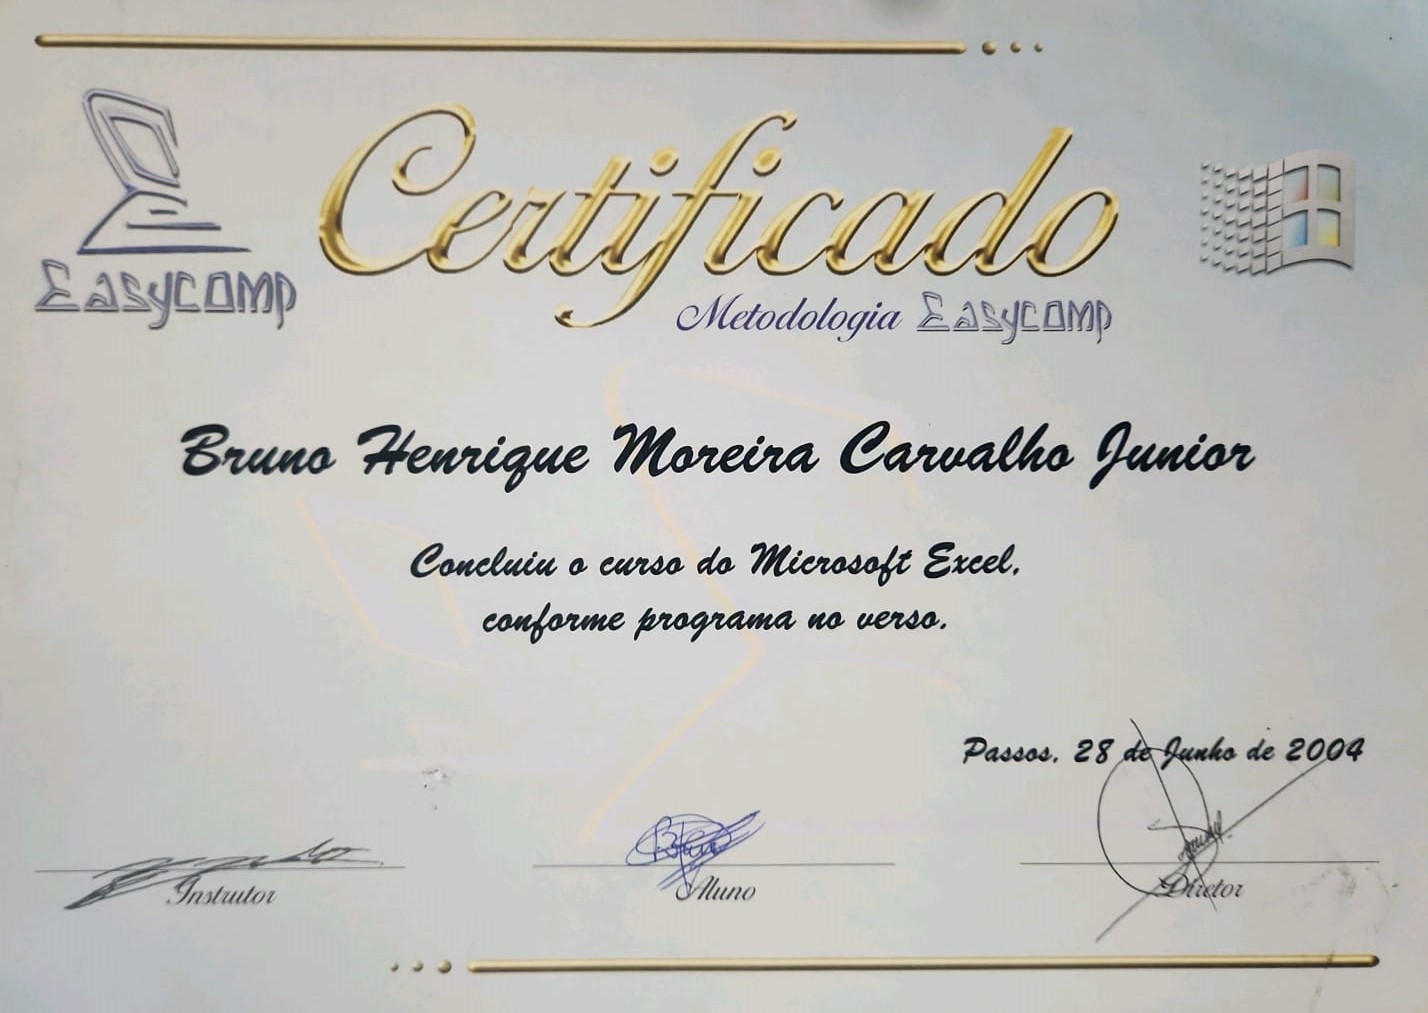 Certificado
Easycomp
Metodologia Easycomp
Bruno Henrique Moreira Carvalho Junior
Concluiu o curso do Microsoft Excel,
conforme programa no verso.
Passos, 28 de Junho de 2004
Instrutor
Aluno
Diretor